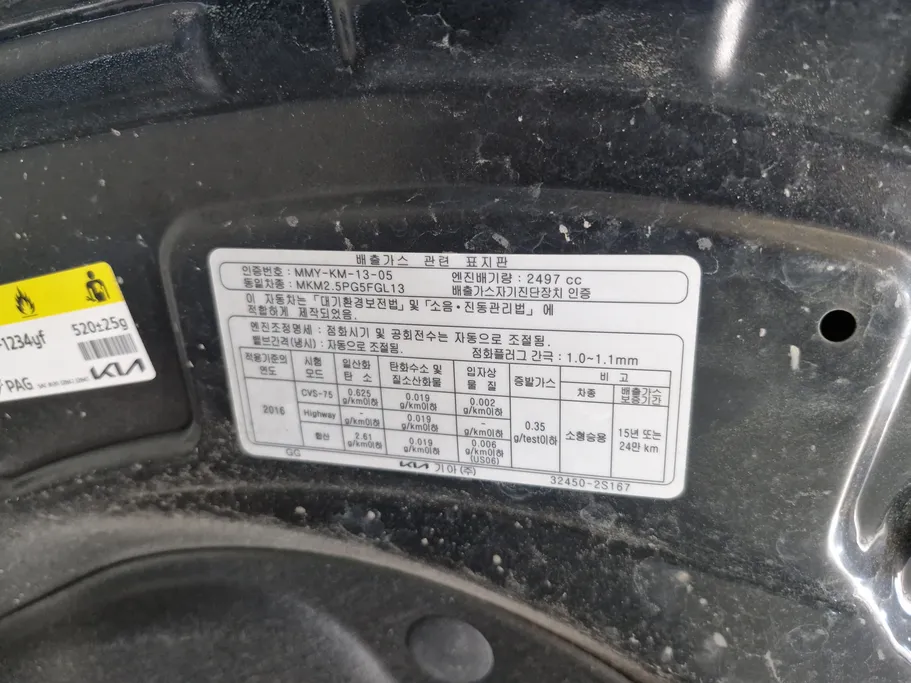 배출가스 관련 표지판
인증번호: MMY-KM-13-05
엔진배기량: 2497 cc
동일차종: MKM2.5PG5FGL13
배출가스자기진단장치 인증
이 자동차는 「대기환경보전법」 및 「소음·진동관리법」에
적합하게 제작되었음.
엔진조정명세: 점화시기 및 공회전수는 자동으로 조절됨.
밸브간격(냉시): 자동으로 조절됨.
점화플러그 간극: 1.0~1.1mm
적용기준의 연도 시험 모드 일산화 탄소 탄화수소 및 질소산화물 입자상 물질 증발가스 비고
차종 배출가스 보증기간
2016 CVS-75 0.625 g/km이하 0.019 g/km이하 0.002 g/km이하 0.35 g/test이하 소형승용 15년 또는 24만 km
Highway - g/km이하 0.019 g/km이하 - g/km이하
합산 2.61 g/km이하 0.019 g/km이하 0.006 g/km이하 (US06)
GG
KIA 기아(주)
32450-2S167
-1234yf
520±25g
PAG
KIA